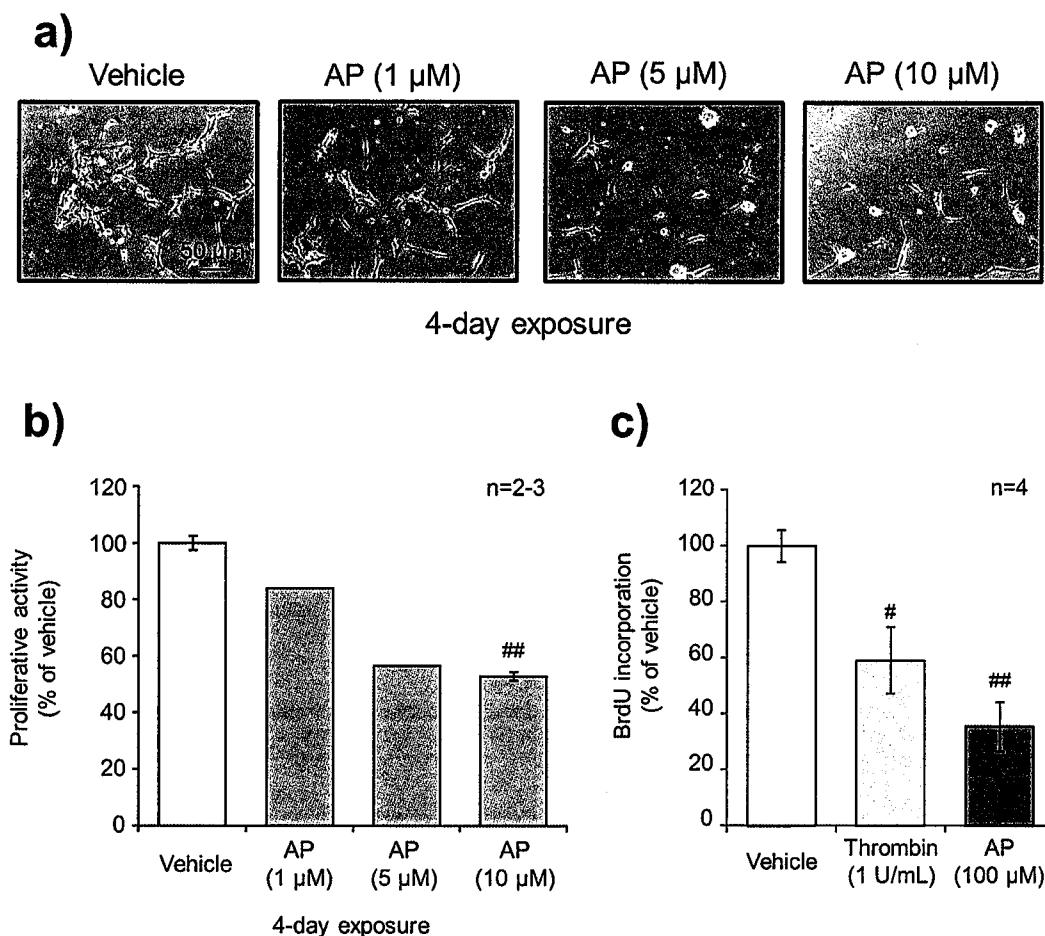 a)
Vehicle
AP (1 µM)
AP (5 µM)
AP (10 µM)
50 µm
4-day exposure
b)
n=2-3
Proliferative activity
(% of vehicle)
120
100
80
60
40
20
0
##
Vehicle
AP
(1 µM)
AP
(5 µM)
AP
(10 µM)
4-day exposure
c)
n=4
BrdU incorporation
(% of vehicle)
120
100
80
60
40
20
0
#
##
Vehicle
Thrombin
(1 U/mL)
AP
(100 µM)